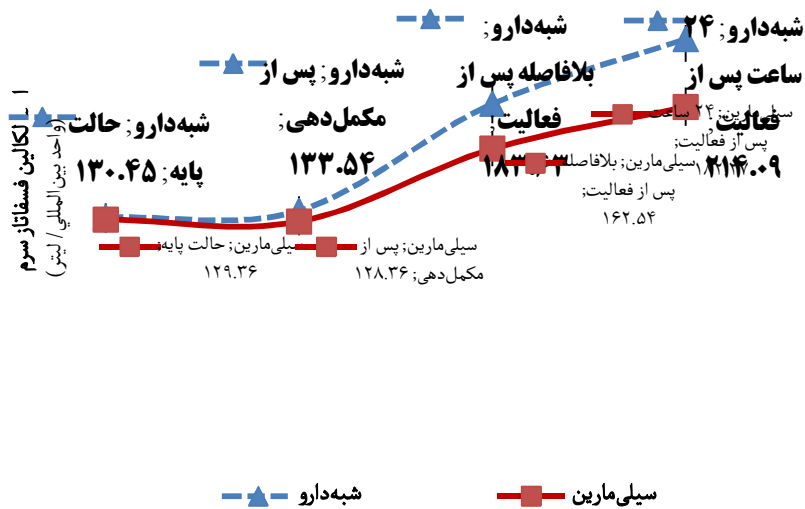 شبه‌دارو; حالت
پایه; ۱۳۰.۴۵
شبه‌دارو; پس از
مکمل‌دهی;
۱۳۳.۵۴
شبه‌دارو;
بلافاصله پس از
فعالیت;
شبه‌دارو; ۲۴
ساعت پس از
فعالیت;
۲۱۴.۰۹
سیلی‌مارین; حالت پایه;
۱۲۹.۳۶
سیلی‌مارین; پس از
مکمل‌دهی; ۱۲۸.۳۶
سیلی‌مارین; بلافاصله
پس از فعالیت;
۱۶۲.۵۴
سیلی‌مارین; ۲۴ ساعت
پس از فعالیت;
۱ - لکالین فسفاتاز سرم
(واحد بین المللي / لیتر)
شبه‌دارو
سیلی‌مارین